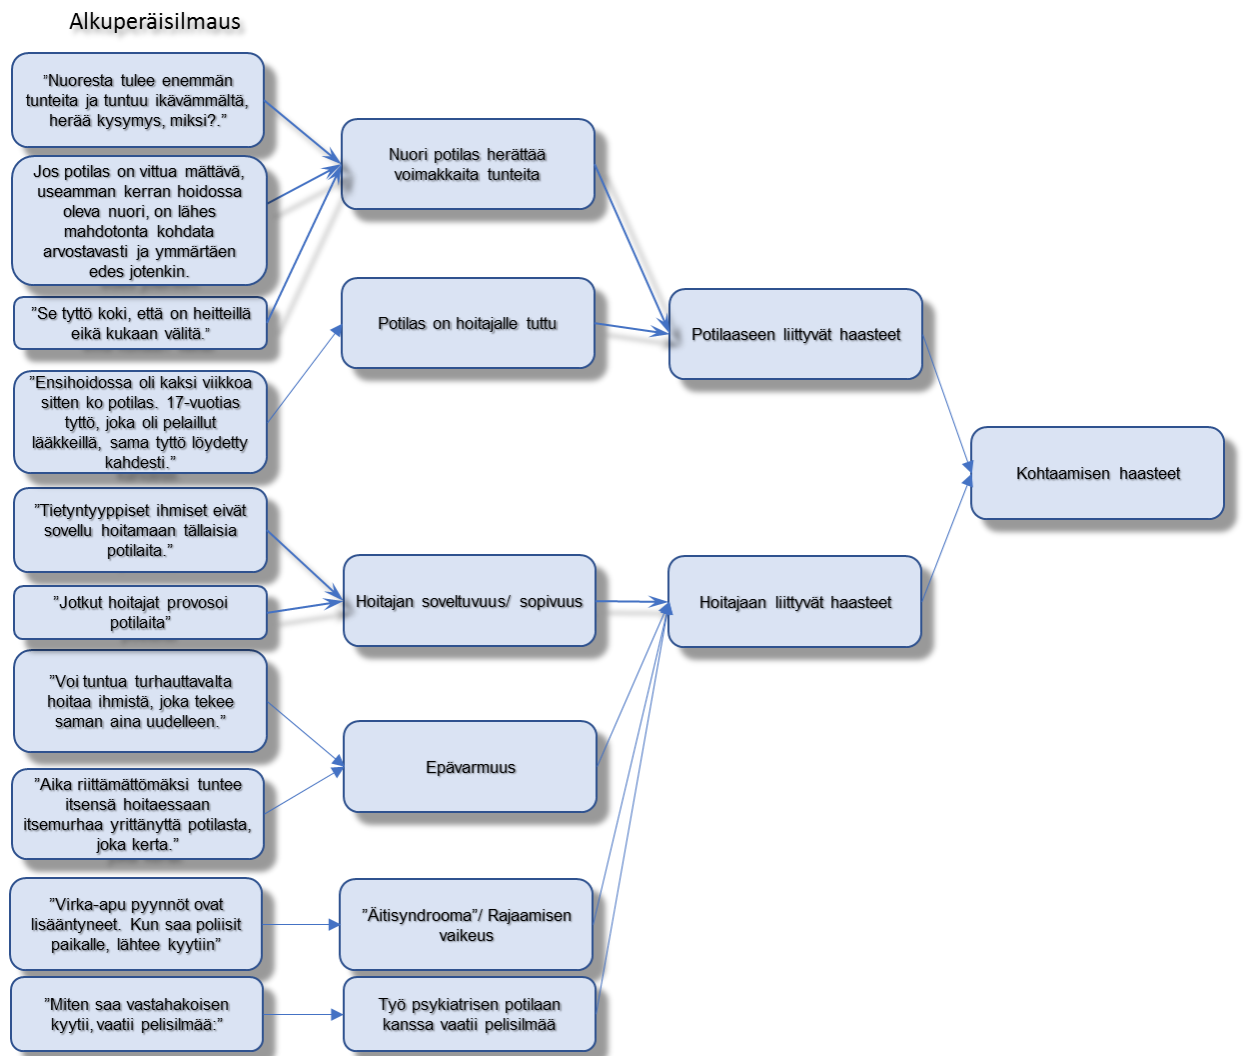 Alkuperäisilmaus
”Nuoresta tulee enemmän
tunteita ja tuntuu ikävämmältä,
herää kysymys, miksi?.”
Jos potilas on vittua mättävä,
useamman kerran hoidossa
oleva nuori, on lähes
mahdotonta kohdata
arvostavasti ja ymmärtäen
edes jotenkin.
”Se tyttö koki, että on heitteillä
eikä kukaan välitä.”
”Ensihoidossa oli kaksi viikkoa
sitten ko potilas. 17-vuotias
tyttö, joka oli pelaillut
lääkkeillä, sama tyttö löydetty
kahdesti.”
”Tietyntyyppiset ihmiset eivät
sovellu hoitamaan tällaisia
potilaita.”
”Jotkut hoitajat provosoi
potilaita”
”Voi tuntua turhauttavalta
hoitaa ihmistä, joka tekee
saman aina uudelleen.”
”Aika riittämättömäksi tuntee
itsensä hoitaessaan
itsemurhaa yrittänyttä potilasta,
joka kerta.”
”Virka-apu pyynnöt ovat
lisääntyneet. Kun saa poliisit
paikalle, lähtee kyytiin”
”Miten saa vastahakoisen
kyytii, vaatii pelisilmää:”
Nuori potilas herättää
voimakkaita tunteita
Potilas on hoitajalle tuttu
Hoitajan soveltuvuus/ sopivuus
Epävarmuus
”Äitisyndrooma”/ Rajaamisen
vaikeus
Työ psykiatrisen potilaan
kanssa vaatii pelisilmää
Potilaaseen liittyvät haasteet
Hoitajaan liittyvät haasteet
Kohtaamisen haasteet